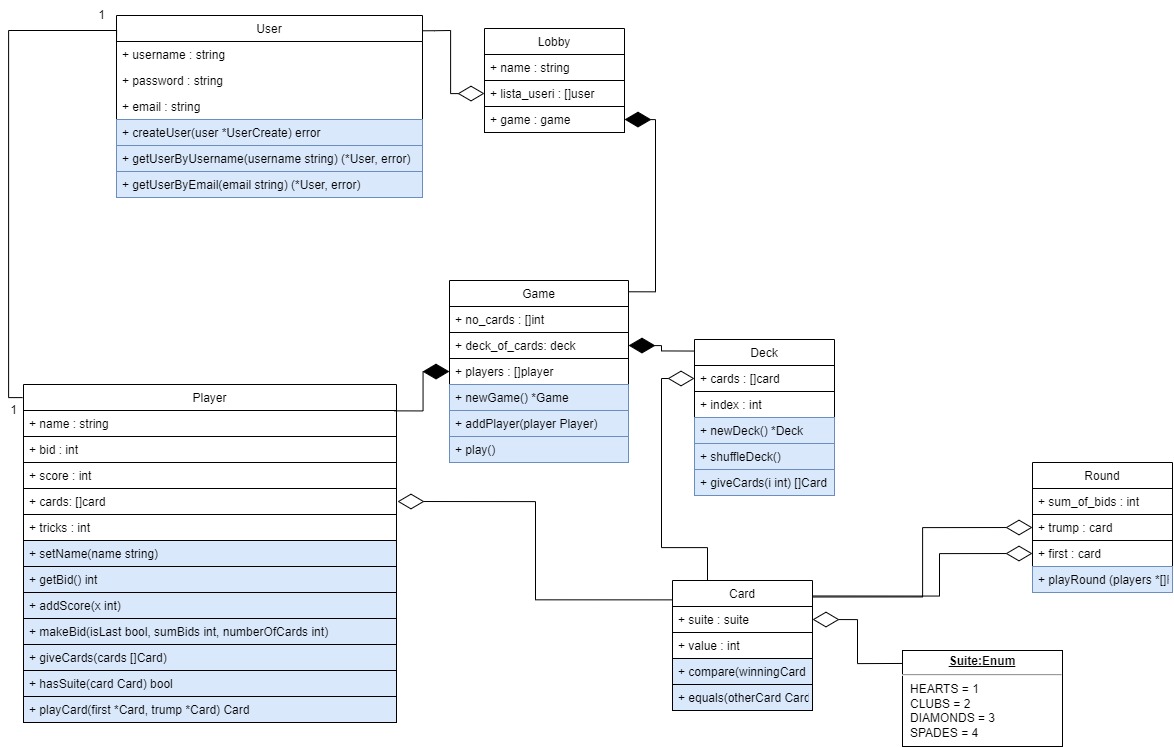 1
User
+ username : string
+ password : string
+ email : string
+ createUser(user *UserCreate) error
+ getUserByUsername(username string) (*User, error)
+ getUserByEmail(email string) (*User, error)
Lobby
+ name : string
+ lista_useri : []user
+ game : game
Game
+ no_cards : []int
+ deck_of_cards: deck
+ players : []player
+ newGame() *Game
+ addPlayer(player Player)
+ play()
Deck
+ cards : []card
+ index : int
+ newDeck() *Deck
+ shuffleDeck()
+ giveCards(i int) []Card
1
Player
+ name : string
+ bid : int
+ score : int
+ cards: []card
+ tricks : int
+ setName(name string)
+ getBid() int
+ addScore(x int)
+ makeBid(isLast bool, sumBids int, numberOfCards int)
+ giveCards(cards []Card)
+ hasSuite(card Card) bool
+ playCard(first *Card, trump *Card) Card
Round
+ sum_of_bids : int
+ trump : card
+ first : card
+ playRound (players *[]
Card
+ suite : suite
+ value : int
+ compare(winningCard
+ equals(otherCard Card
Suite:Enum
HEARTS = 1
CLUBS = 2
DIAMONDS = 3
SPADES = 4